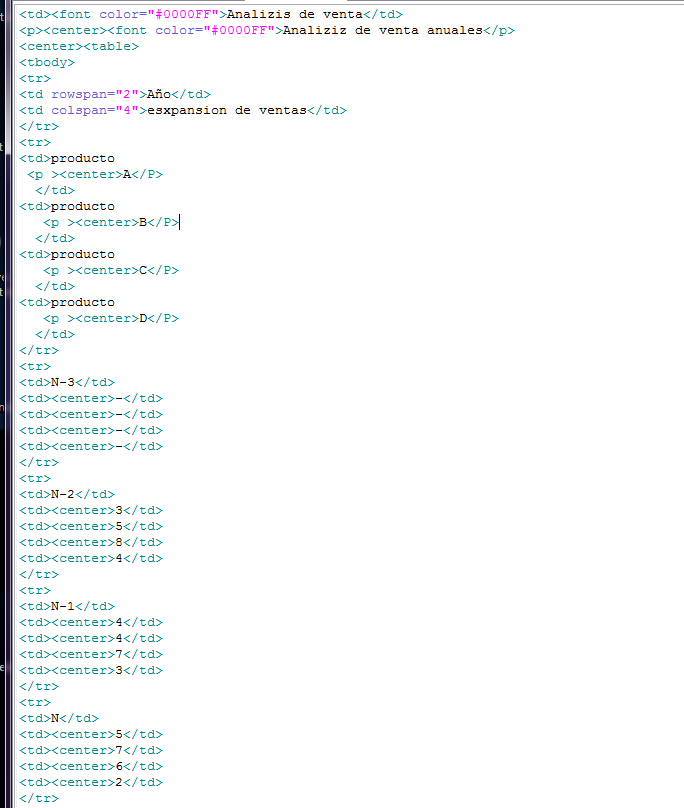 <td><font color="#0000FF">Analizis de venta</td>
<p><center><font color="#0000FF">Analiziz de venta anuales</p>
<center><table>
<tbody>
<tr>
<td rowspan="2">Año</td>
<td colspan="4">esxpansion de ventas</td>
</tr>
<tr>
<td>producto
<p ><center>A</P>
</td>
<td>producto
<p ><center>B</P>
</td>
<td>producto
<p ><center>C</P>
</td>
<td>producto
<p ><center>D</P>
</td>
</tr>
<tr>
<td>N-3</td>
<td><center>-</td>
<td><center>-</td>
<td><center>-</td>
<td><center>-</td>
</tr>
<tr>
<td>N-2</td>
<td><center>3</td>
<td><center>5</td>
<td><center>8</td>
<td><center>4</td>
</tr>
<tr>
<td>N-1</td>
<td><center>4</td>
<td><center>4</td>
<td><center>7</td>
<td><center>3</td>
</tr>
<tr>
<td>N</td>
<td><center>5</td>
<td><center>7</td>
<td><center>6</td>
<td><center>2</td>
</tr>